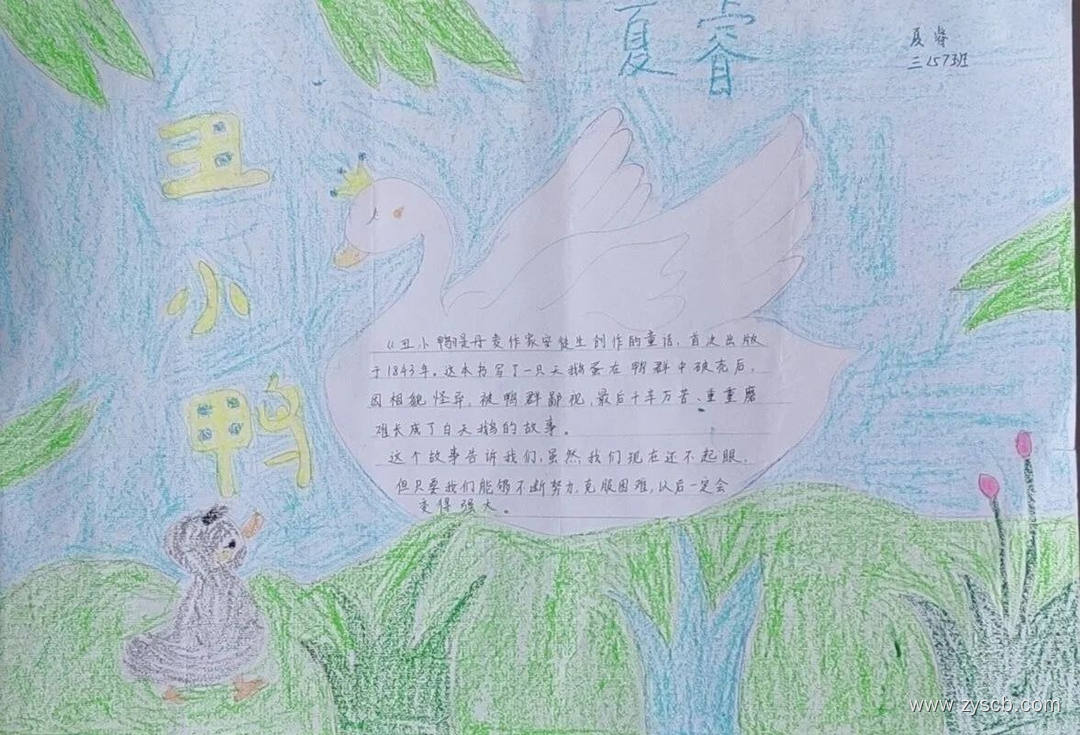 夏睿
夏睿
三1573班
丑小鸭
《丑小鸭》是丹麦作家安徒生创作的童话，首次出版
于1843年。这本书写了一只天鹅蛋在鸭群中破壳后，
因相貌怪异，被鸭群鄙视，最后千辛万苦、重重磨
难长成了白天鹅的故事。
这个故事告诉我们，虽然我们现在还不起眼，
但只要我们能够不断努力，克服困难，以后一定会
变得强大。
www.zyscb.com